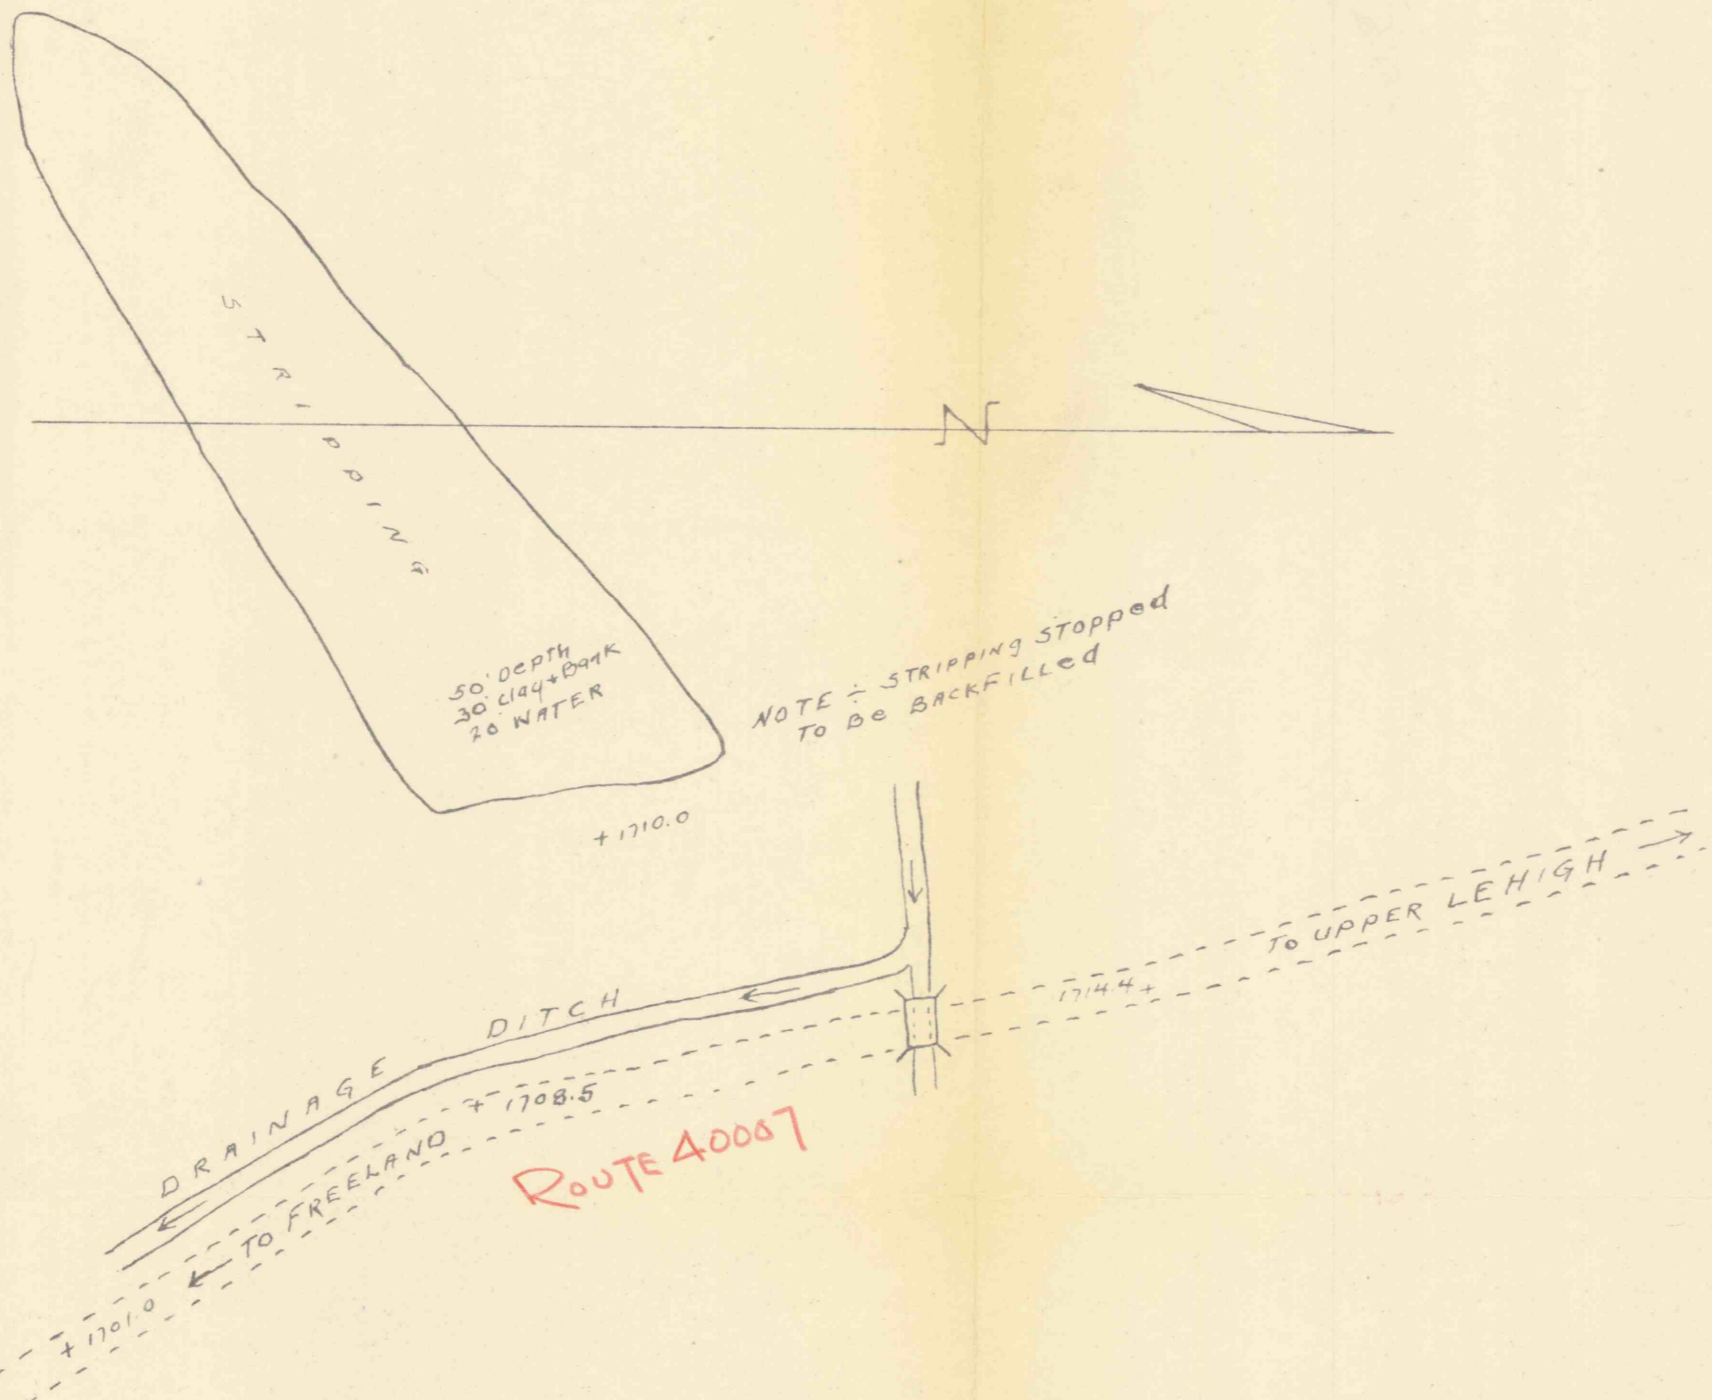 STRIPPING
N
50' Depth
30' Clay + Bank
20' WATER
NOTE ÷ STRIPPING STOPPED
TO Be BACKFILLed
+ 1710.0
TO UPPER LEHIGH
1714.4 +
DRAINAGE DITCH
+ 1708.5
TO FREELAND
ROUTE 40007
+ 1701.0